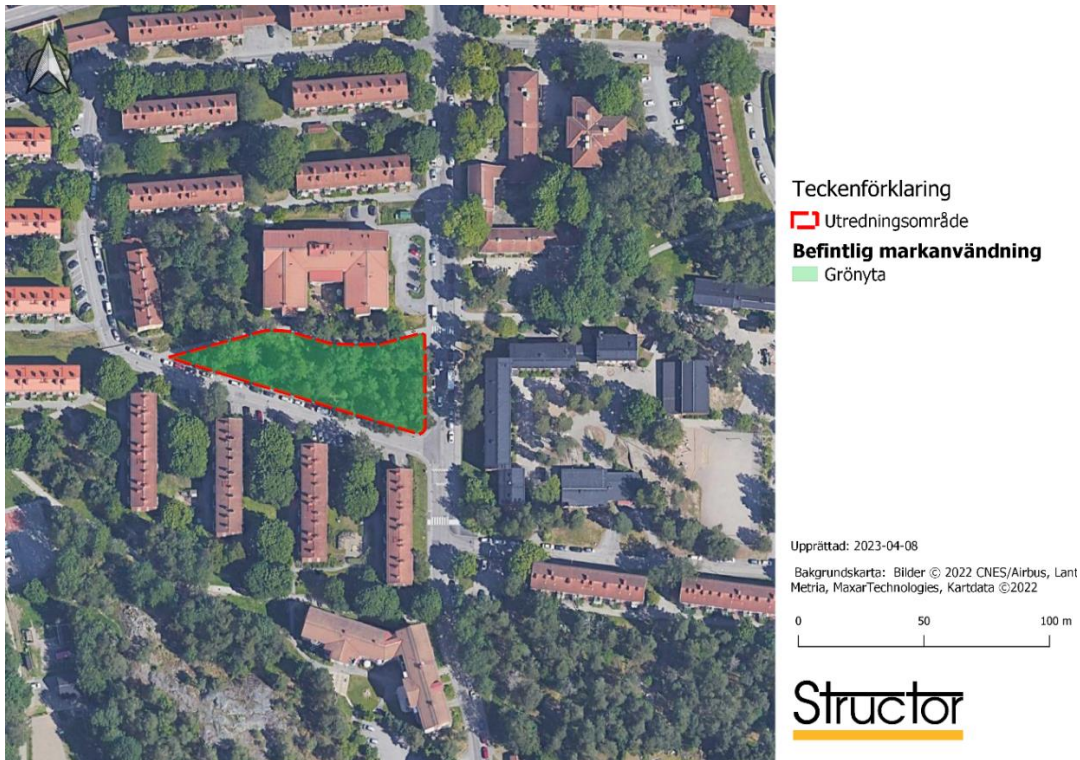 N
Teckenförklaring
Utredningsområde
Befintlig markanvändning
Grönyta
Upprättad: 2023-04-08
Bakgrundskarta: Bilder © 2022 CNES/Airbus, Lant
Metria, MaxarTechnologies, Kartdata ©2022
0 50 100 m
Structor